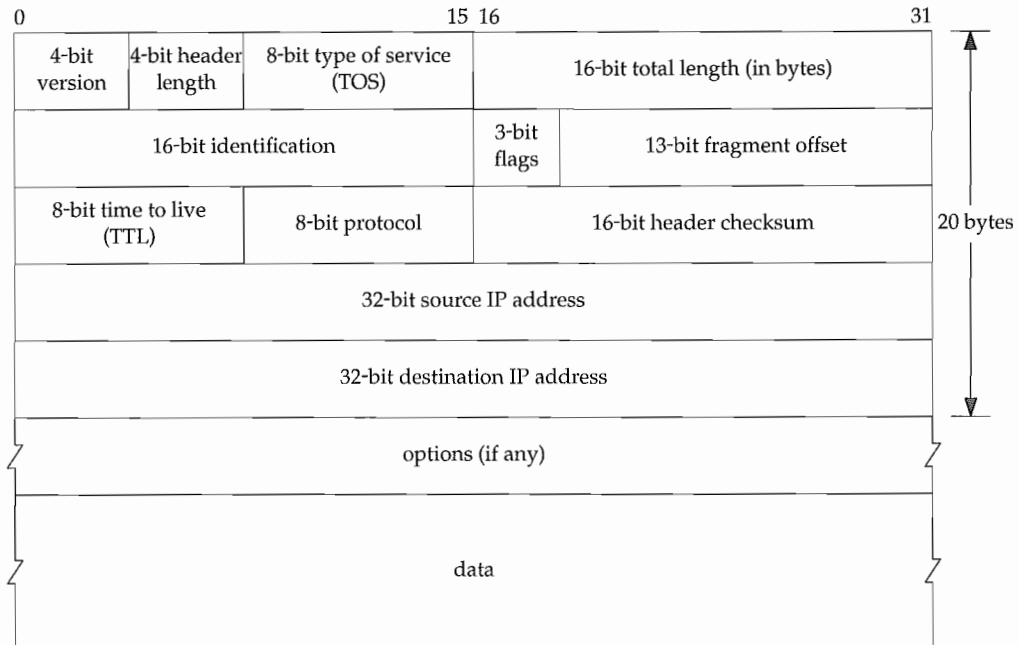 0 15 16 31
4-bit version
4-bit header length
8-bit type of service (TOS)
16-bit total length (in bytes)
16-bit identification
3-bit flags
13-bit fragment offset
8-bit time to live (TTL)
8-bit protocol
16-bit header checksum
20 bytes
32-bit source IP address
32-bit destination IP address
options (if any)
data